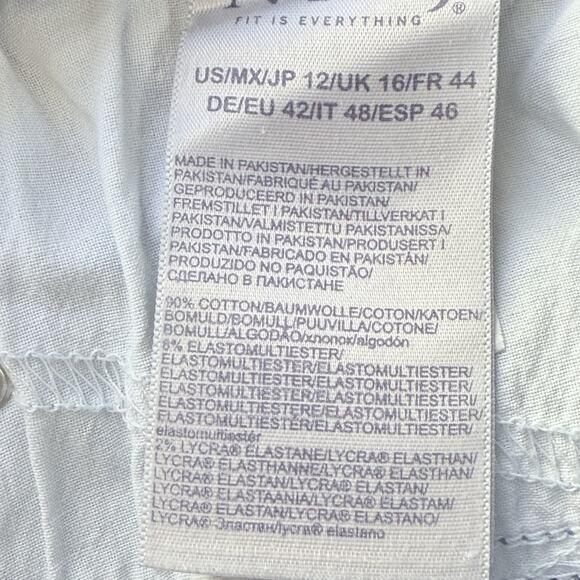 FIT IS EVERYTHING
US/MX/JP 12/UK 16/FR 44
DE/EU 42/IT 48/ESP 46
MADE IN PAKISTAN/HERGESTELLT IN
PAKISTAN/FABRIQUÉ AU PAKISTAN/
GEPRODUCEERD IN PAKISTAN/
FREMSTILLET I PAKISTAN/TILLVERKAT I
PAKISTAN/VALMISTETTU PAKISTANISSA/
PRODOTTO IN PAKISTAN/PRODUSERT I
PAKISTAN/FABRICADO EN PAKISTÁN/
PRODUZIDO NO PAQUISTÃO/
СДЕЛАНО В ПАКИСТАНЕ
90% COTTON/BAUMWOLLE/COTON/KATOEN/
BOMULD/BOMULL/PUUVILLA/COTONE/
BOMULL/ALGODÃO/хлопок/algodón
8% ELASTOMULTIESTER/
ELASTOMULTIESTER/ELASTOMULTIESTER/
ELASTOMULTIESTER/ELASTOMULTIESTER/
ELASTOMULTIESTER/ELASTOMULTIESTERI/
ELASTOMULTIESTERE/ELASTOMULTIESTER/
ELASTOMULTIESTER/ELASTOMULTIESTER/
elastomultiester
2% LYCRA® ELASTANE/LYCRA® ELASTHAN/
LYCRA® ELASTHANNE/LYCRA® ELASTHAN/
LYCRA® ELASTAN/LYCRA® ELASTAN/
LYCRA® ELASTAANIA/LYCRA® ELASTAM/
LYCRA® ELASTAN/LYCRA® ELASTANO/
LYCRA® Эластан/lycra® elastano